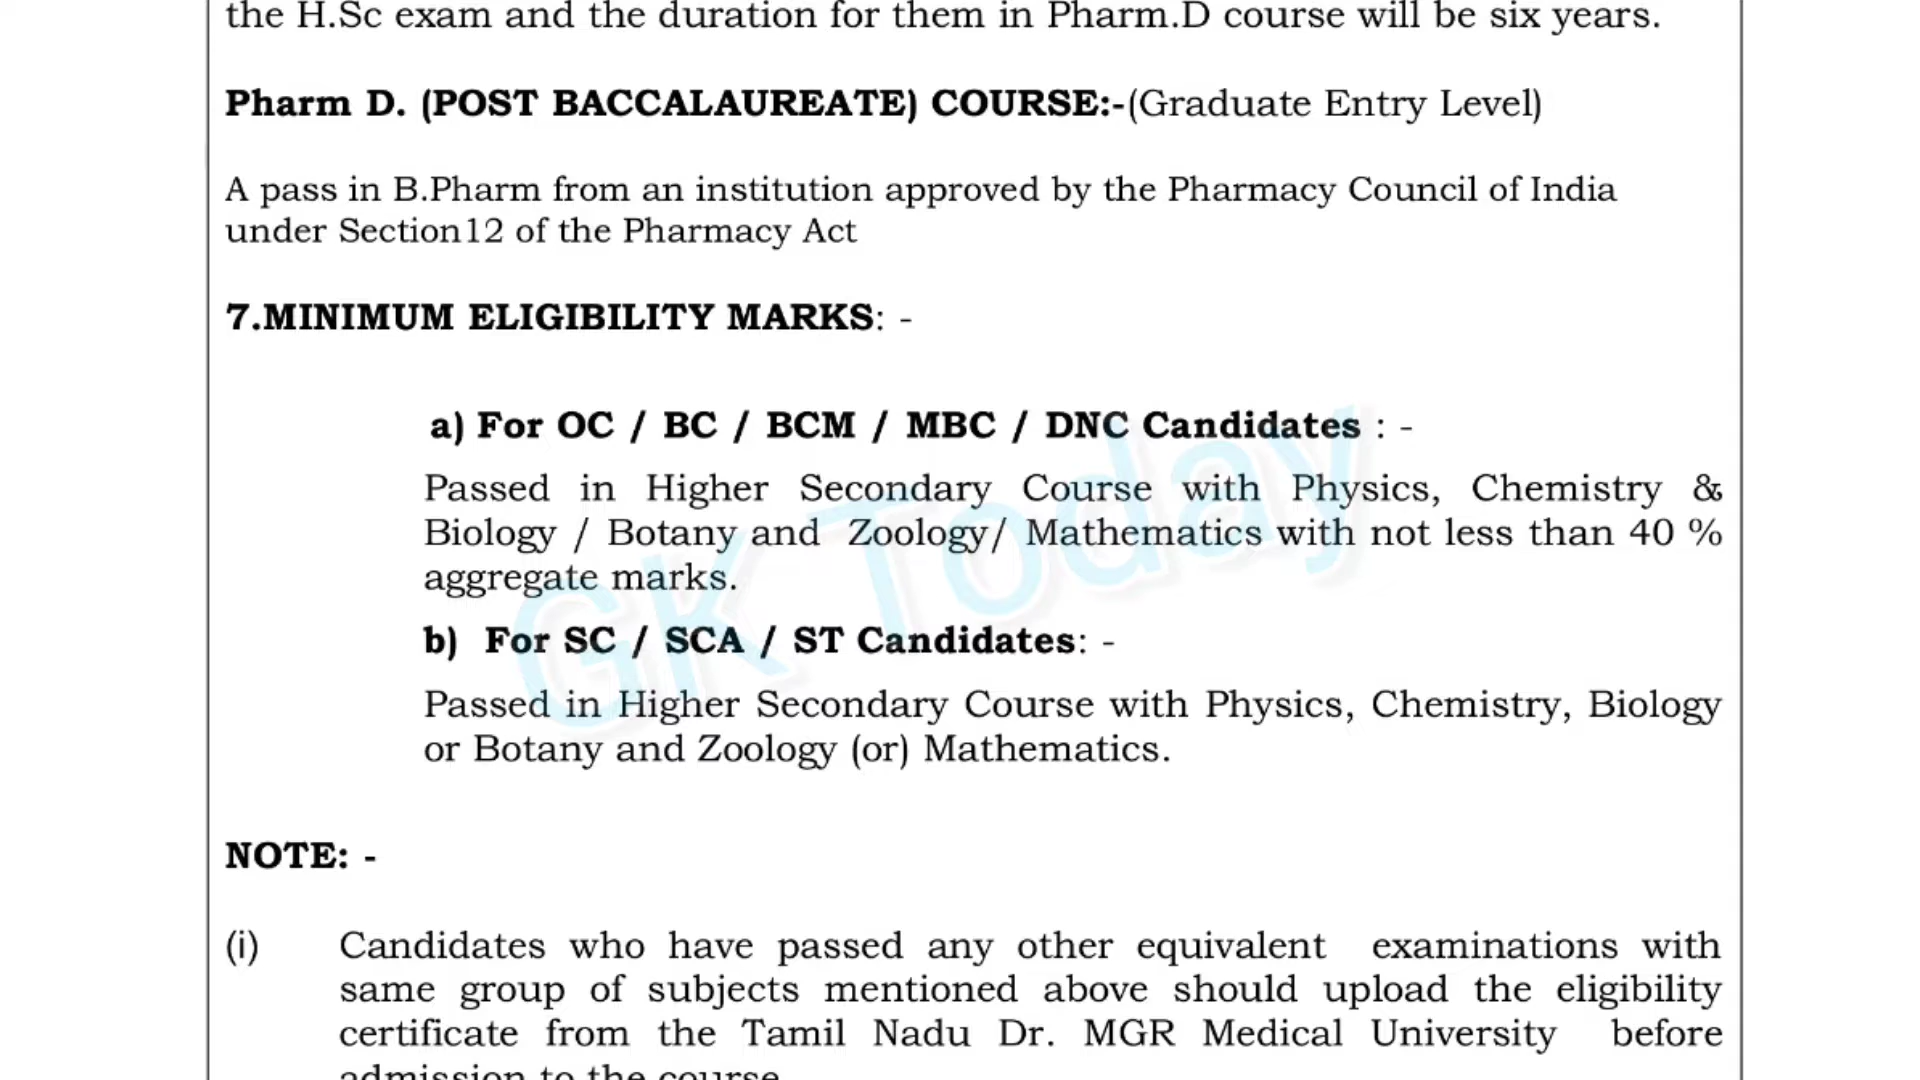 the H.Sc exam and the duration for them in Pharm.D course will be six years.
Pharm D. (POST BACCALAUREATE) COURSE:-(Graduate Entry Level)
A pass in B.Pharm from an institution approved by the Pharmacy Council of India
under Section12 of the Pharmacy Act
7.MINIMUM ELIGIBILITY MARKS: -
a) For OC / BC / BCM / MBC / DNC Candidates : -
Passed in Higher Secondary Course with Physics, Chemistry &
Biology / Botany and Zoology/ Mathematics with not less than 40 %
aggregate marks.
b) For SC / SCA / ST Candidates: -
Passed in Higher Secondary Course with Physics, Chemistry, Biology
or Botany and Zoology (or) Mathematics.
GK Today
NOTE: -
(i) Candidates who have passed any other equivalent examinations with
same group of subjects mentioned above should upload the eligibility
certificate from the Tamil Nadu Dr. MGR Medical University before
admission to the course